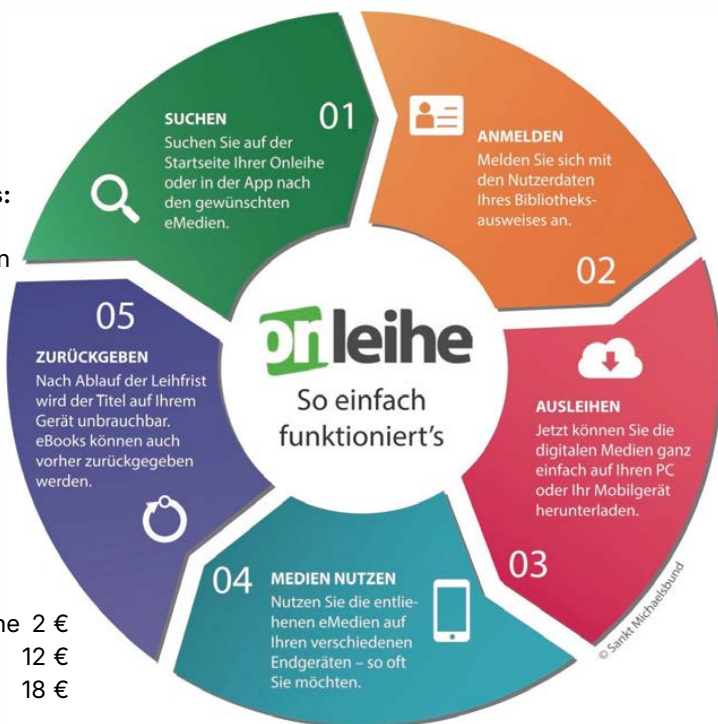 SUCHEN
01
Suchen Sie auf der
Startseite Ihrer Onleihe
oder in der App nach
den gewünschten
eMedien.
ANMELDEN
Melden Sie sich mit
den Nutzerdaten
Ihres Bibliotheks-
ausweises an.
02
AUSLEIHEN
Jetzt können Sie die
digitalen Medien ganz
einfach auf Ihren PC
oder Ihr Mobilgerät
herunterladen.
03
04
MEDIEN NUTZEN
Nutzen Sie die entlie-
henen eMedien auf
Ihren verschiedenen
Endgeräten – so oft
Sie möchten.
05
ZURÜCKGEBEN
Nach Ablauf der Leihfrist
wird der Titel auf Ihrem
Gerät unbrauchbar.
eBooks können auch
vorher zurückgegeben
werden.
onleihe
So einfach
funktioniert's
© Sankt Michaelsbund
2 €
12 €
18 €